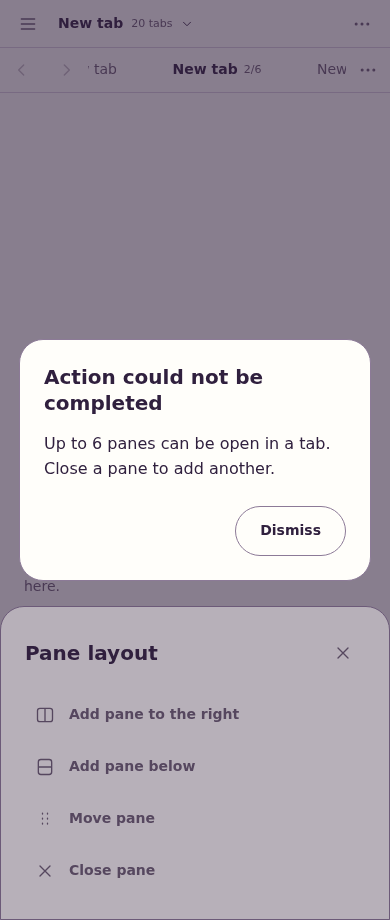 New tab 20 tabs
tab New tab 2/6 New
Action could not be
completed
Up to 6 panes can be open in a tab.
Close a pane to add another.
Dismiss
here.
Pane layout
Add pane to the right
Add pane below
Move pane
Close pane